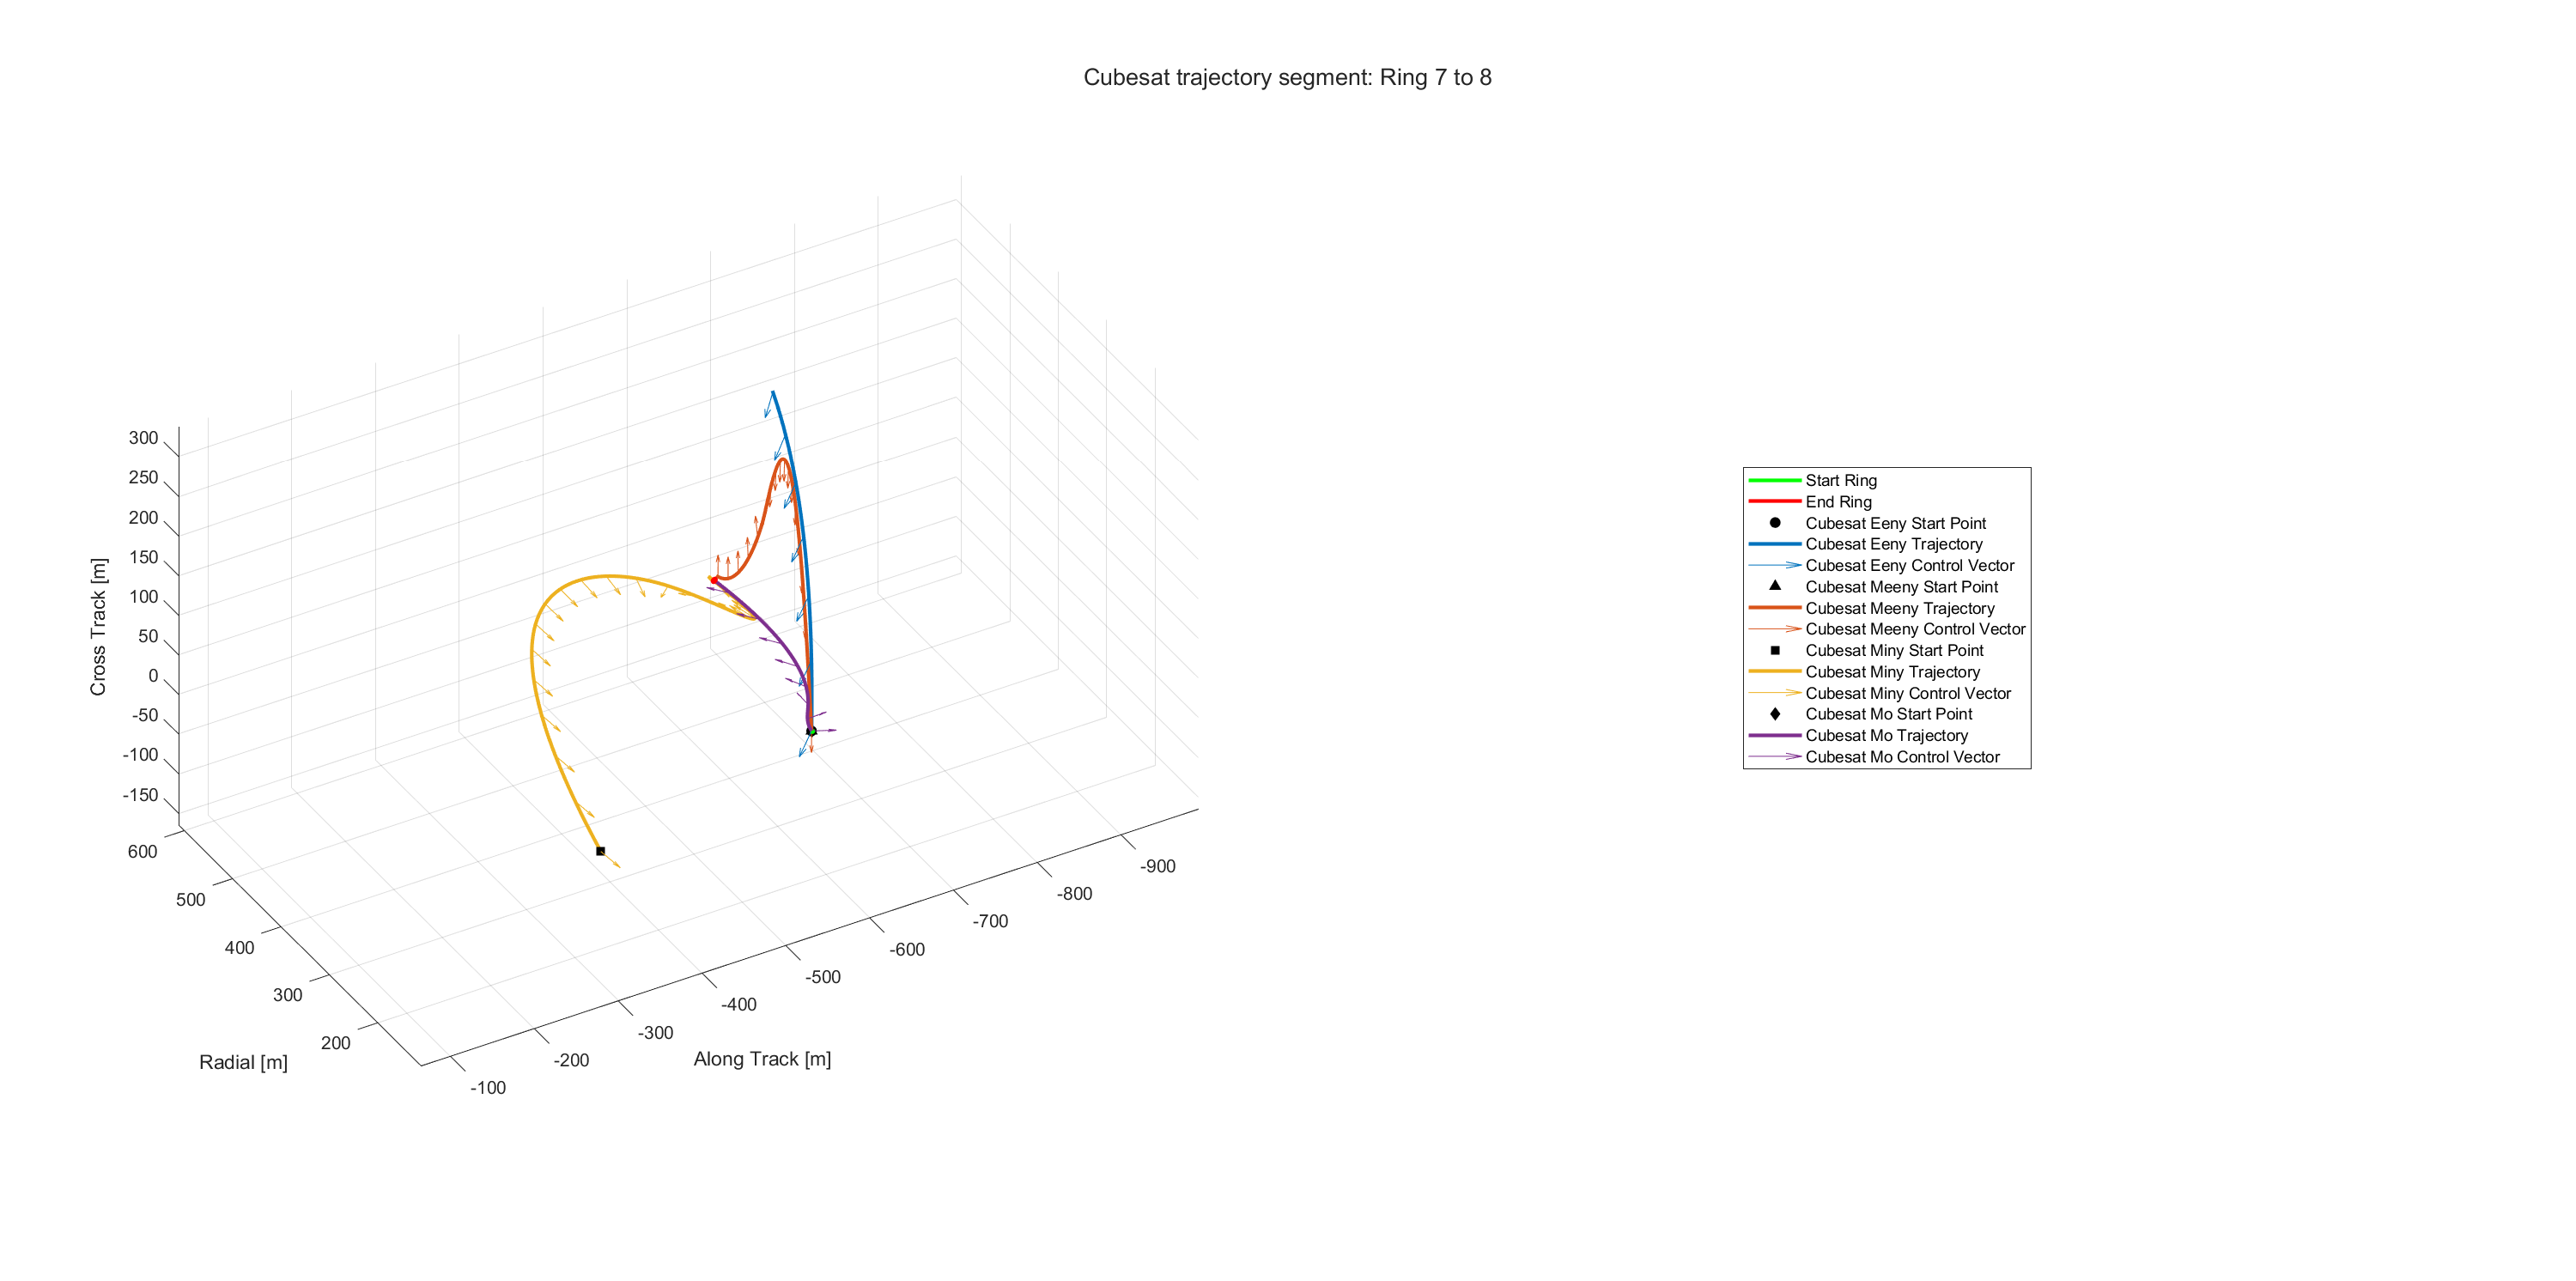 Cubesat trajectory segment: Ring 7 to 8
Cross Track [m]
300
250
200
150
100
50
0
-50
-100
-150
600
500
400
300
200
Radial [m]
-100
-200
-300
-400
-500
-600
-700
-800
-900
Along Track [m]
Start Ring
End Ring
Cubesat Eeny Start Point
Cubesat Eeny Trajectory
Cubesat Eeny Control Vector
Cubesat Meeny Start Point
Cubesat Meeny Trajectory
Cubesat Meeny Control Vector
Cubesat Miny Start Point
Cubesat Miny Trajectory
Cubesat Miny Control Vector
Cubesat Mo Start Point
Cubesat Mo Trajectory
Cubesat Mo Control Vector